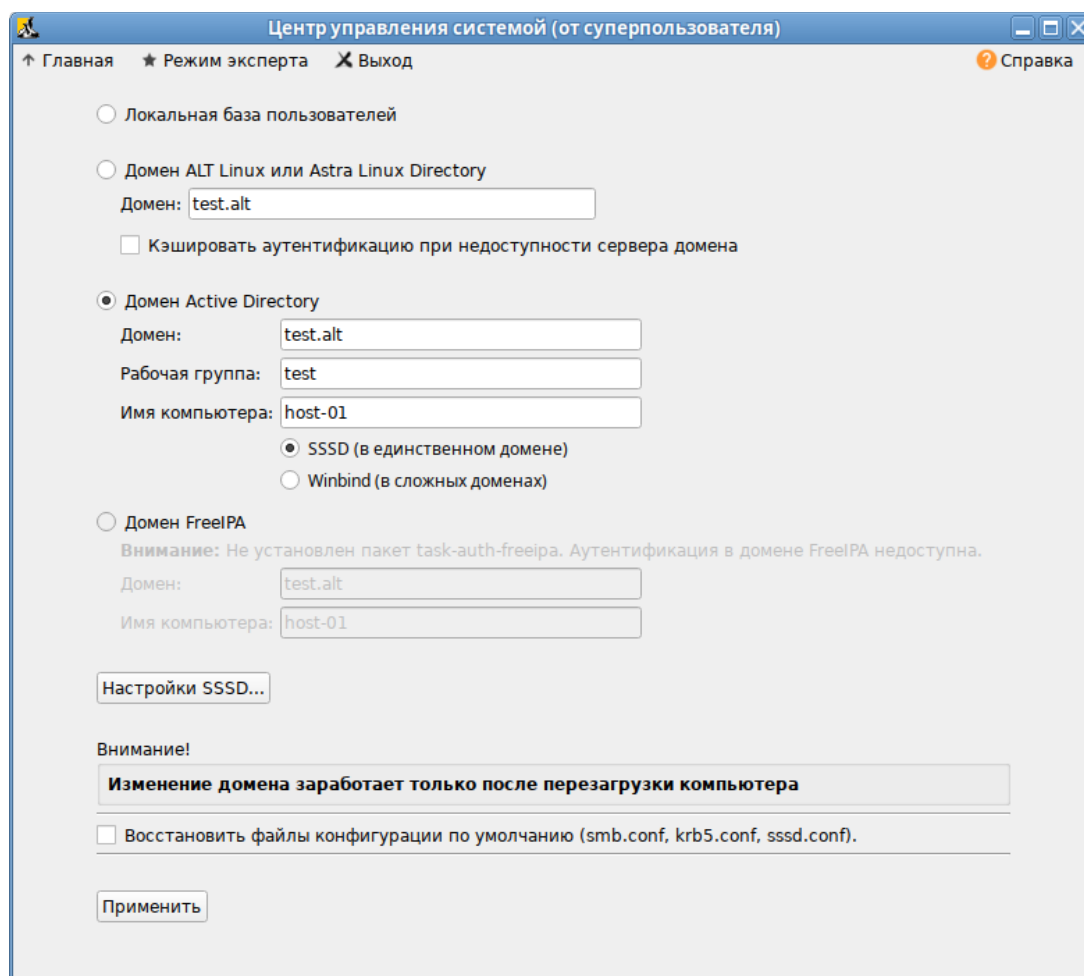 Центр управления системой (от суперпользователя)
Главная Режим эксперта Выход Справка
Локальная база пользователей
Домен ALT Linux или Astra Linux Directory
Домен: test.alt
Кэшировать аутентификацию при недоступности сервера домена
Домен Active Directory
Домен: test.alt
Рабочая группа: test
Имя компьютера: host-01
SSSD (в единственном домене)
Winbind (в сложных доменах)
Домен FreeIPA
Внимание: Не установлен пакет task-auth-freeipa. Аутентификация в домене FreeIPA недоступна.
Домен: test.alt
Имя компьютера: host-01
Настройки SSSD...
Внимание!
Изменение домена заработает только после перезагрузки компьютера
Восстановить файлы конфигурации по умолчанию (smb.conf, krb5.conf, sssd.conf).
Применить